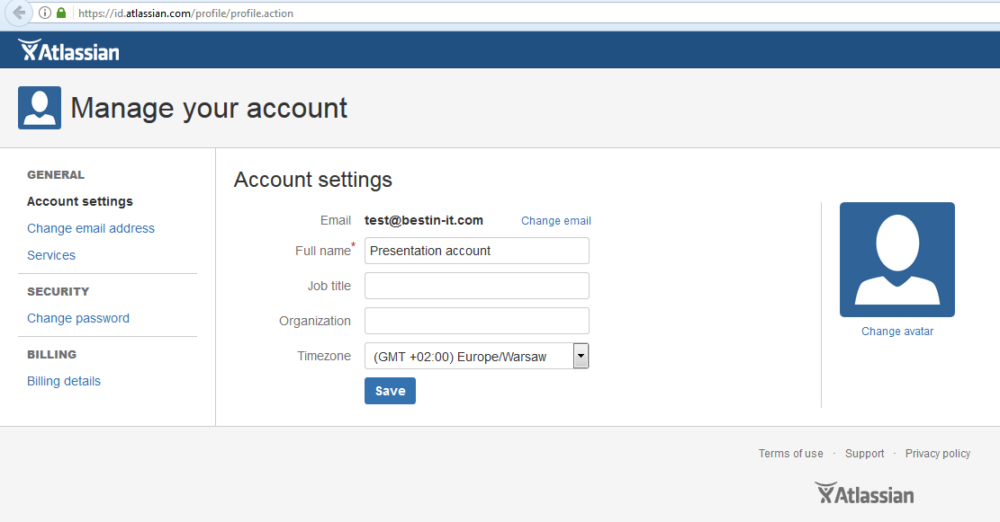 https://id.atlassian.com/profile/profile.action
Atlassian
Manage your account
GENERAL
Account settings
Change email address
Services
SECURITY
Change password
BILLING
Billing details
Account settings
Email test@bestin-it.com Change email
Full name* Presentation account
Job title
Organization
Timezone (GMT +02:00) Europe/Warsaw
Save
Change avatar
Terms of use · Support · Privacy policy
Atlassian